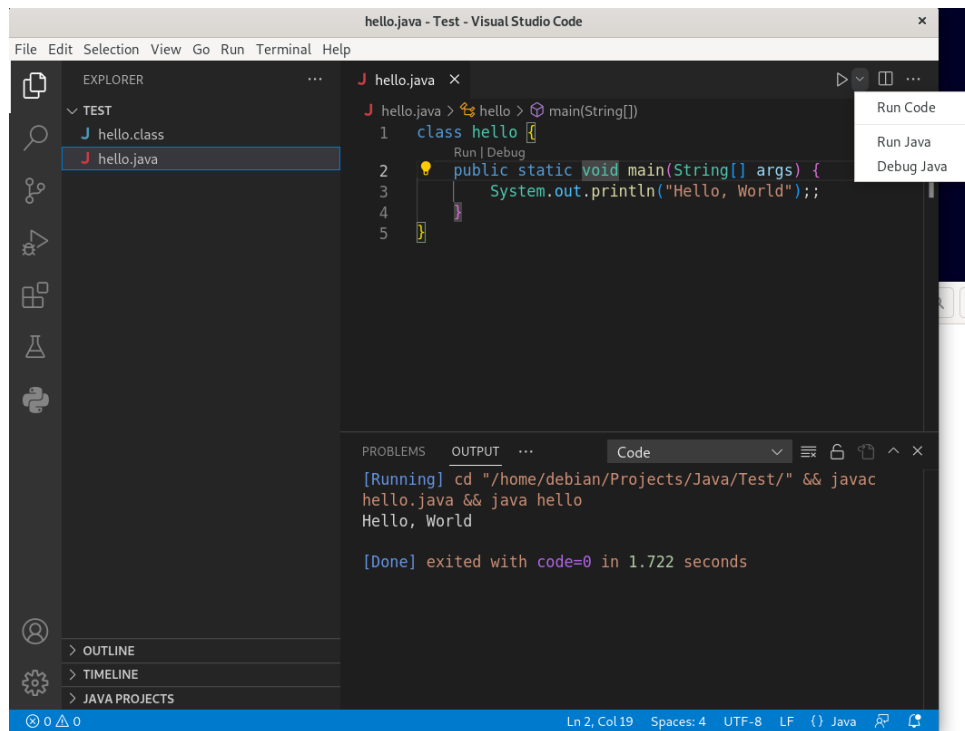 hello.java - Test - Visual Studio Code ×
File Edit Selection View Go Run Terminal Help
EXPLORER ···
TEST
J hello.class
J hello.java
OUTLINE
TIMELINE
JAVA PROJECTS
J hello.java ×
J hello.java > hello > main(String[])
1 class hello {
Run | Debug
2 public static void main(String[] args) {
3 System.out.println("Hello, World");;
4 }
5 }
Run Code
Run Java
Debug Java
PROBLEMS OUTPUT ··· Code
[Running] cd "/home/debian/Projects/Java/Test/" && javac
hello.java && java hello
Hello, World
[Done] exited with code=0 in 1.722 seconds
0 0 Ln 2, Col 19 Spaces: 4 UTF-8 LF {} Java